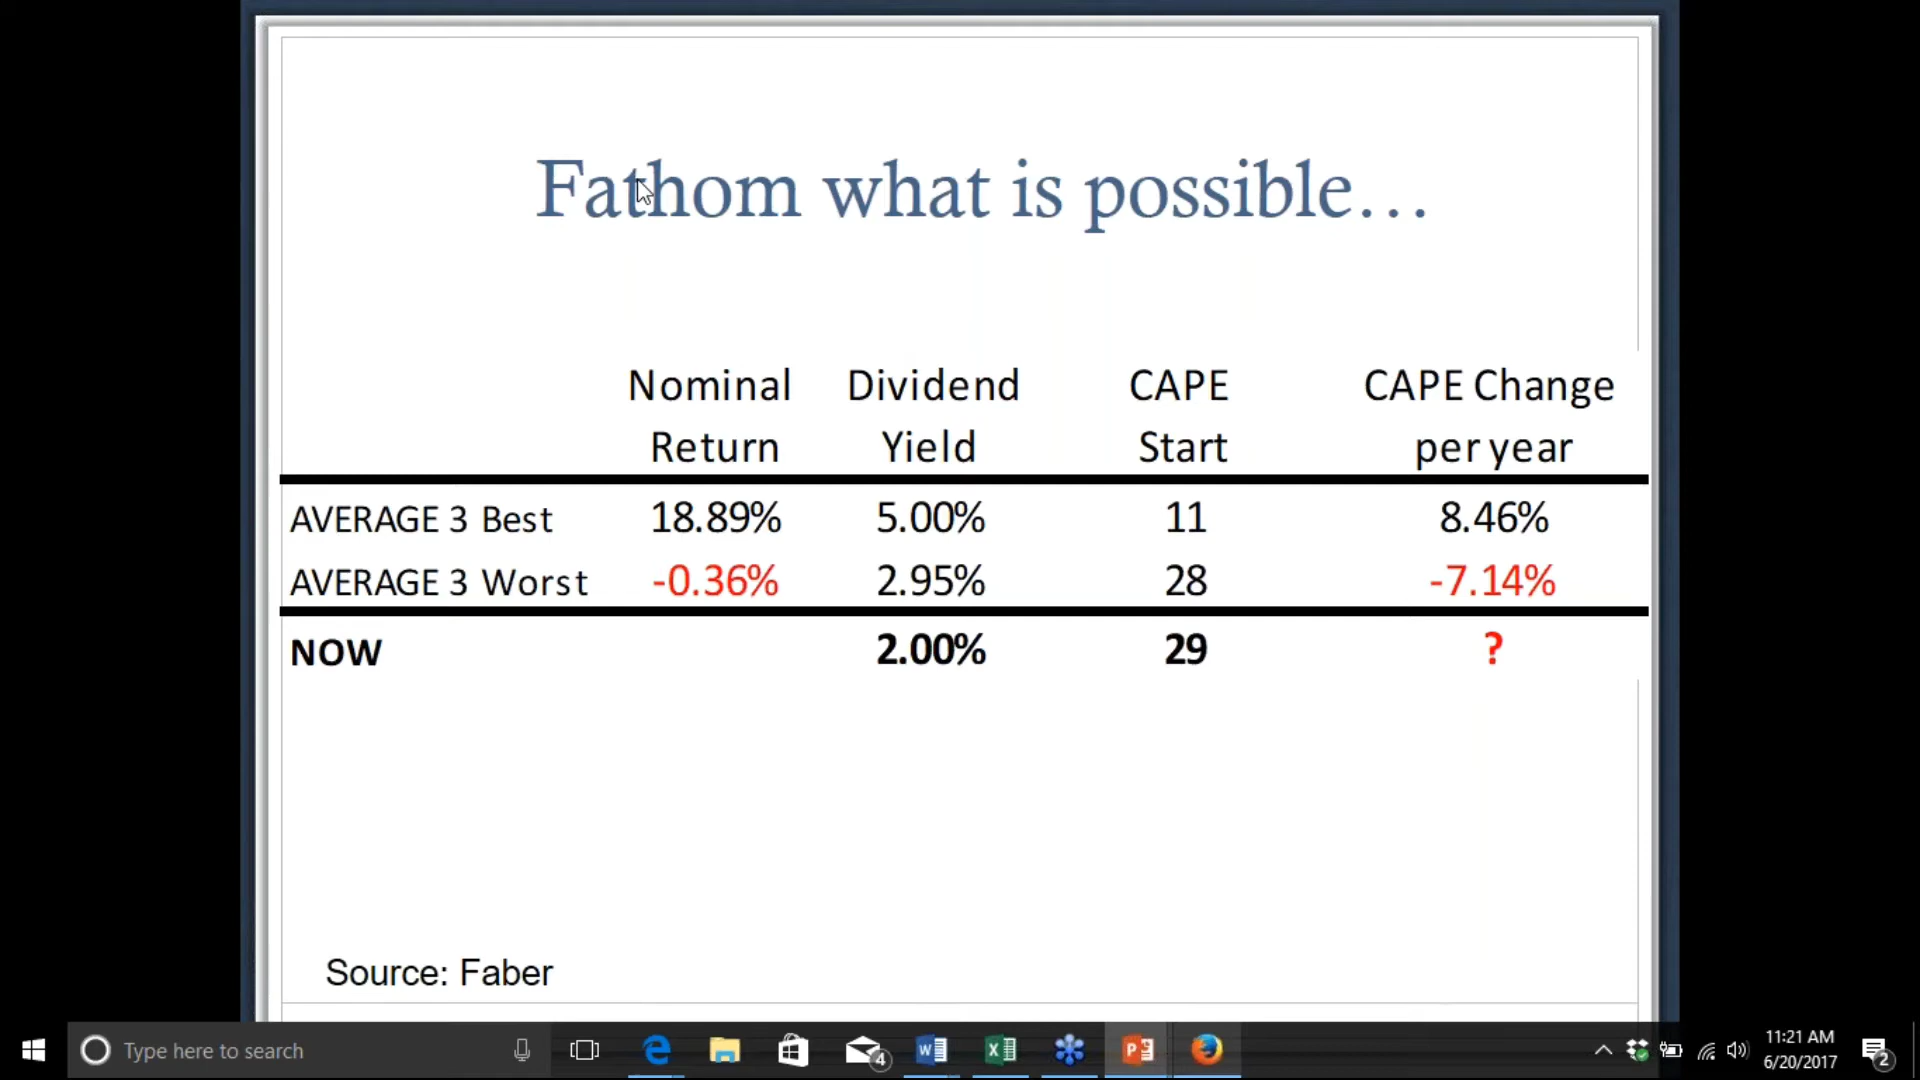 Fathom what is possible…
Nominal Dividend CAPE CAPE Change
Return Yield Start per year
AVERAGE 3 Best 18.89% 5.00% 11 8.46%
AVERAGE 3 Worst -0.36% 2.95% 28 -7.14%
NOW 2.00% 29 ?
Source: Faber
Type here to search
4
11:21 AM
6/20/2017
2